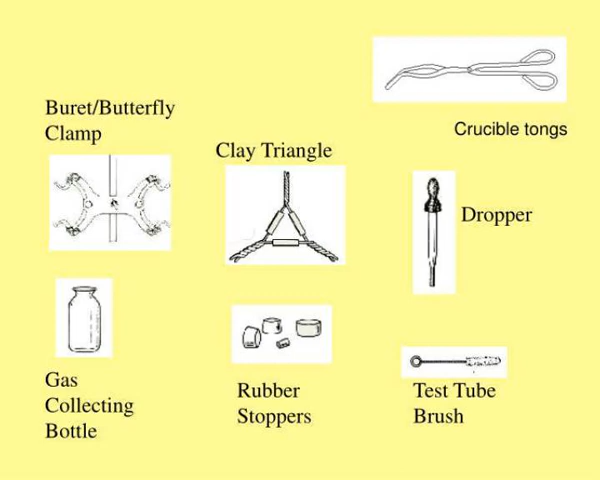 Buret/Butterfly
Clamp
Clay Triangle
Crucible tongs
Dropper
Gas
Collecting
Bottle
Rubber
Stoppers
Test Tube
Brush